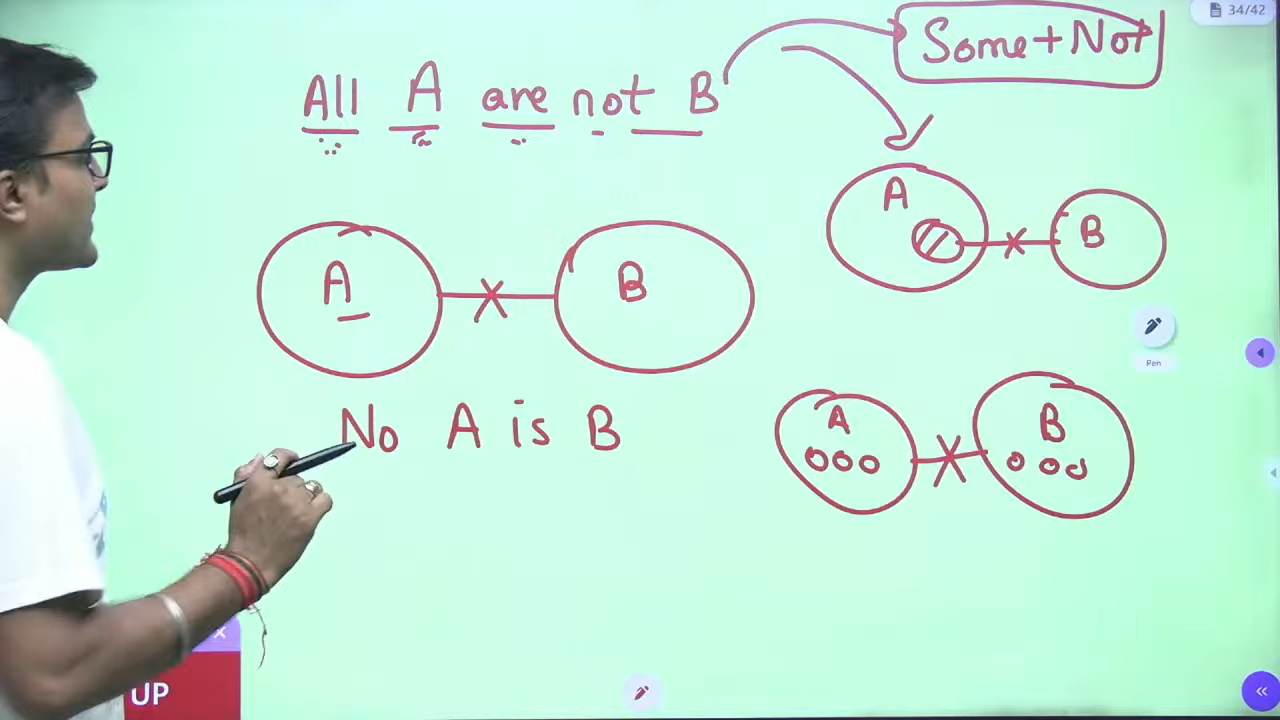 34/42
Some+Not
All A are not B
A
B
A
B
Pen
No A is B
A
B
UP